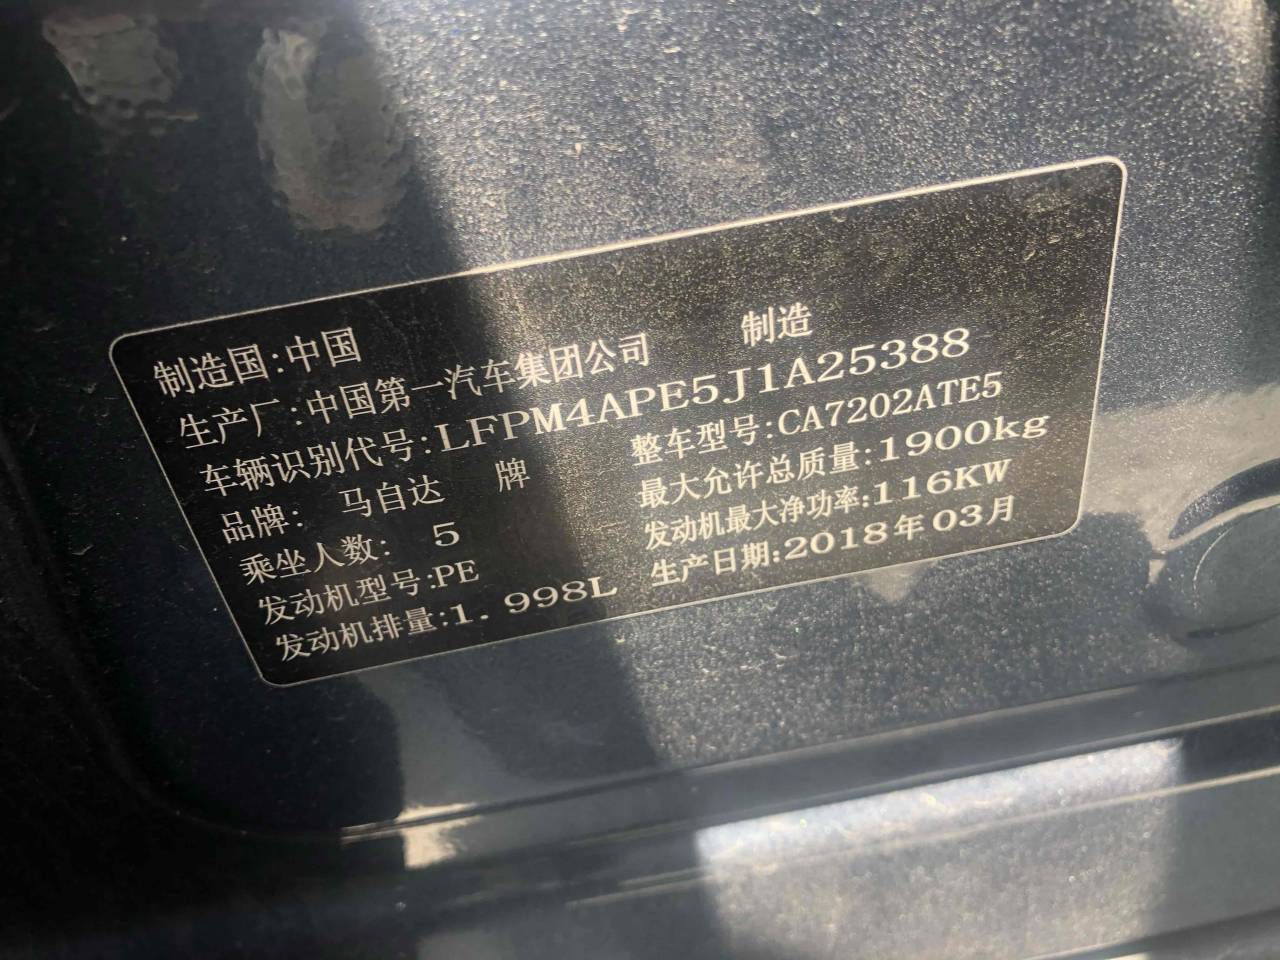 制造国:中国
生产厂:中国第一汽车集团公司 制造
车辆识别代号:LFPM4APE5J1A25388
品牌: 马自达 牌 整车型号:CA7202ATE5
乘坐人数: 5 最大允许总质量:1900kg
发动机型号:PE 发动机最大净功率:116KW
发动机排量:1.998L 生产日期:2018年03月